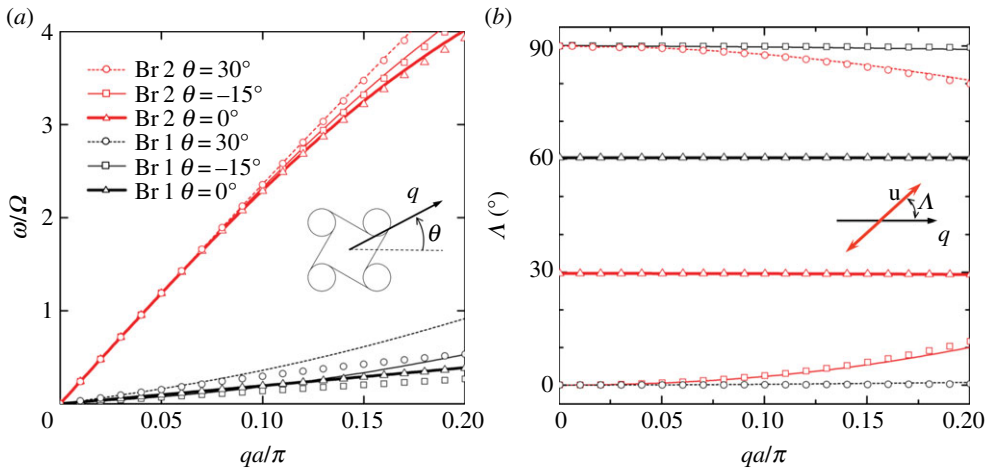 (a)
4
3
2
1
0
ω/Ω
Br 2 θ = 30°
Br 2 θ = –15°
Br 2 θ = 0°
Br 1 θ = 30°
Br 1 θ = –15°
Br 1 θ = 0°
q
θ
0.05
0.10
0.15
0.20
qa/π
(b)
90
60
30
0
Λ (°)
u
Λ
q
0
0.05
0.10
0.15
0.20
qa/π